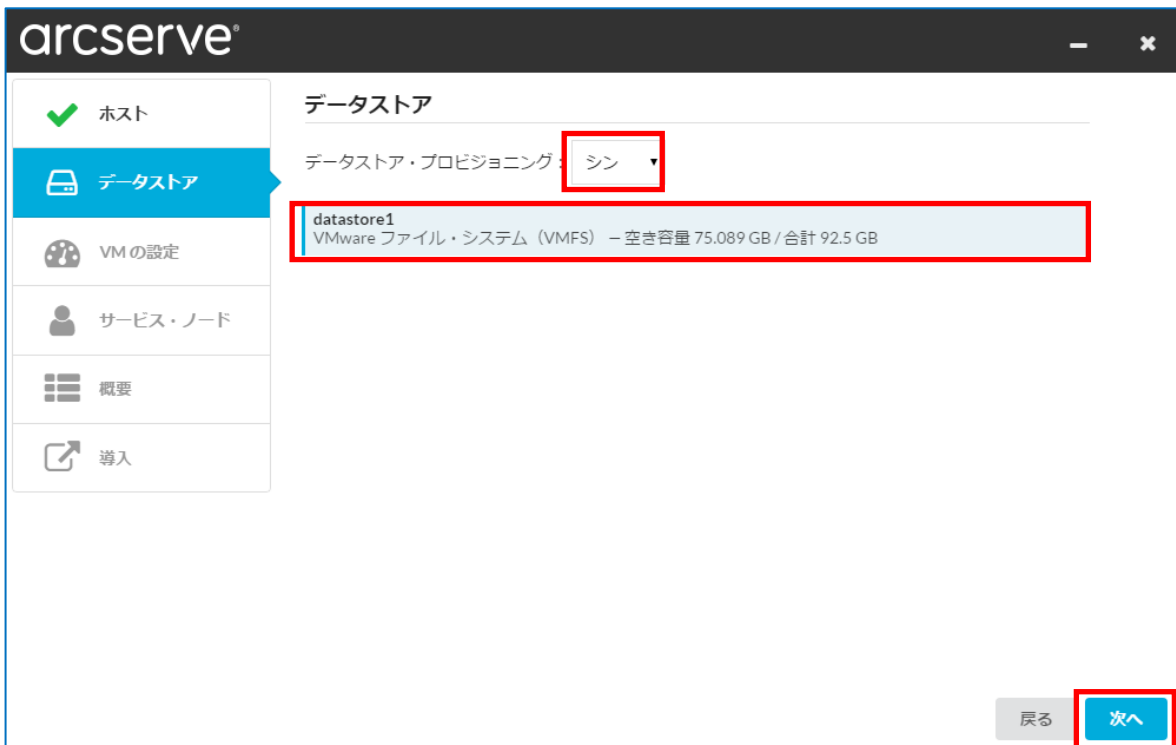 arcserve®
ホスト
データストア
VM の設定
サービス・ノード
概要
導入
データストア
データストア・プロビジョニング： シン
datastore1
VMware ファイル・システム（VMFS） – 空き容量 75.089 GB / 合計 92.5 GB
戻る
次へ